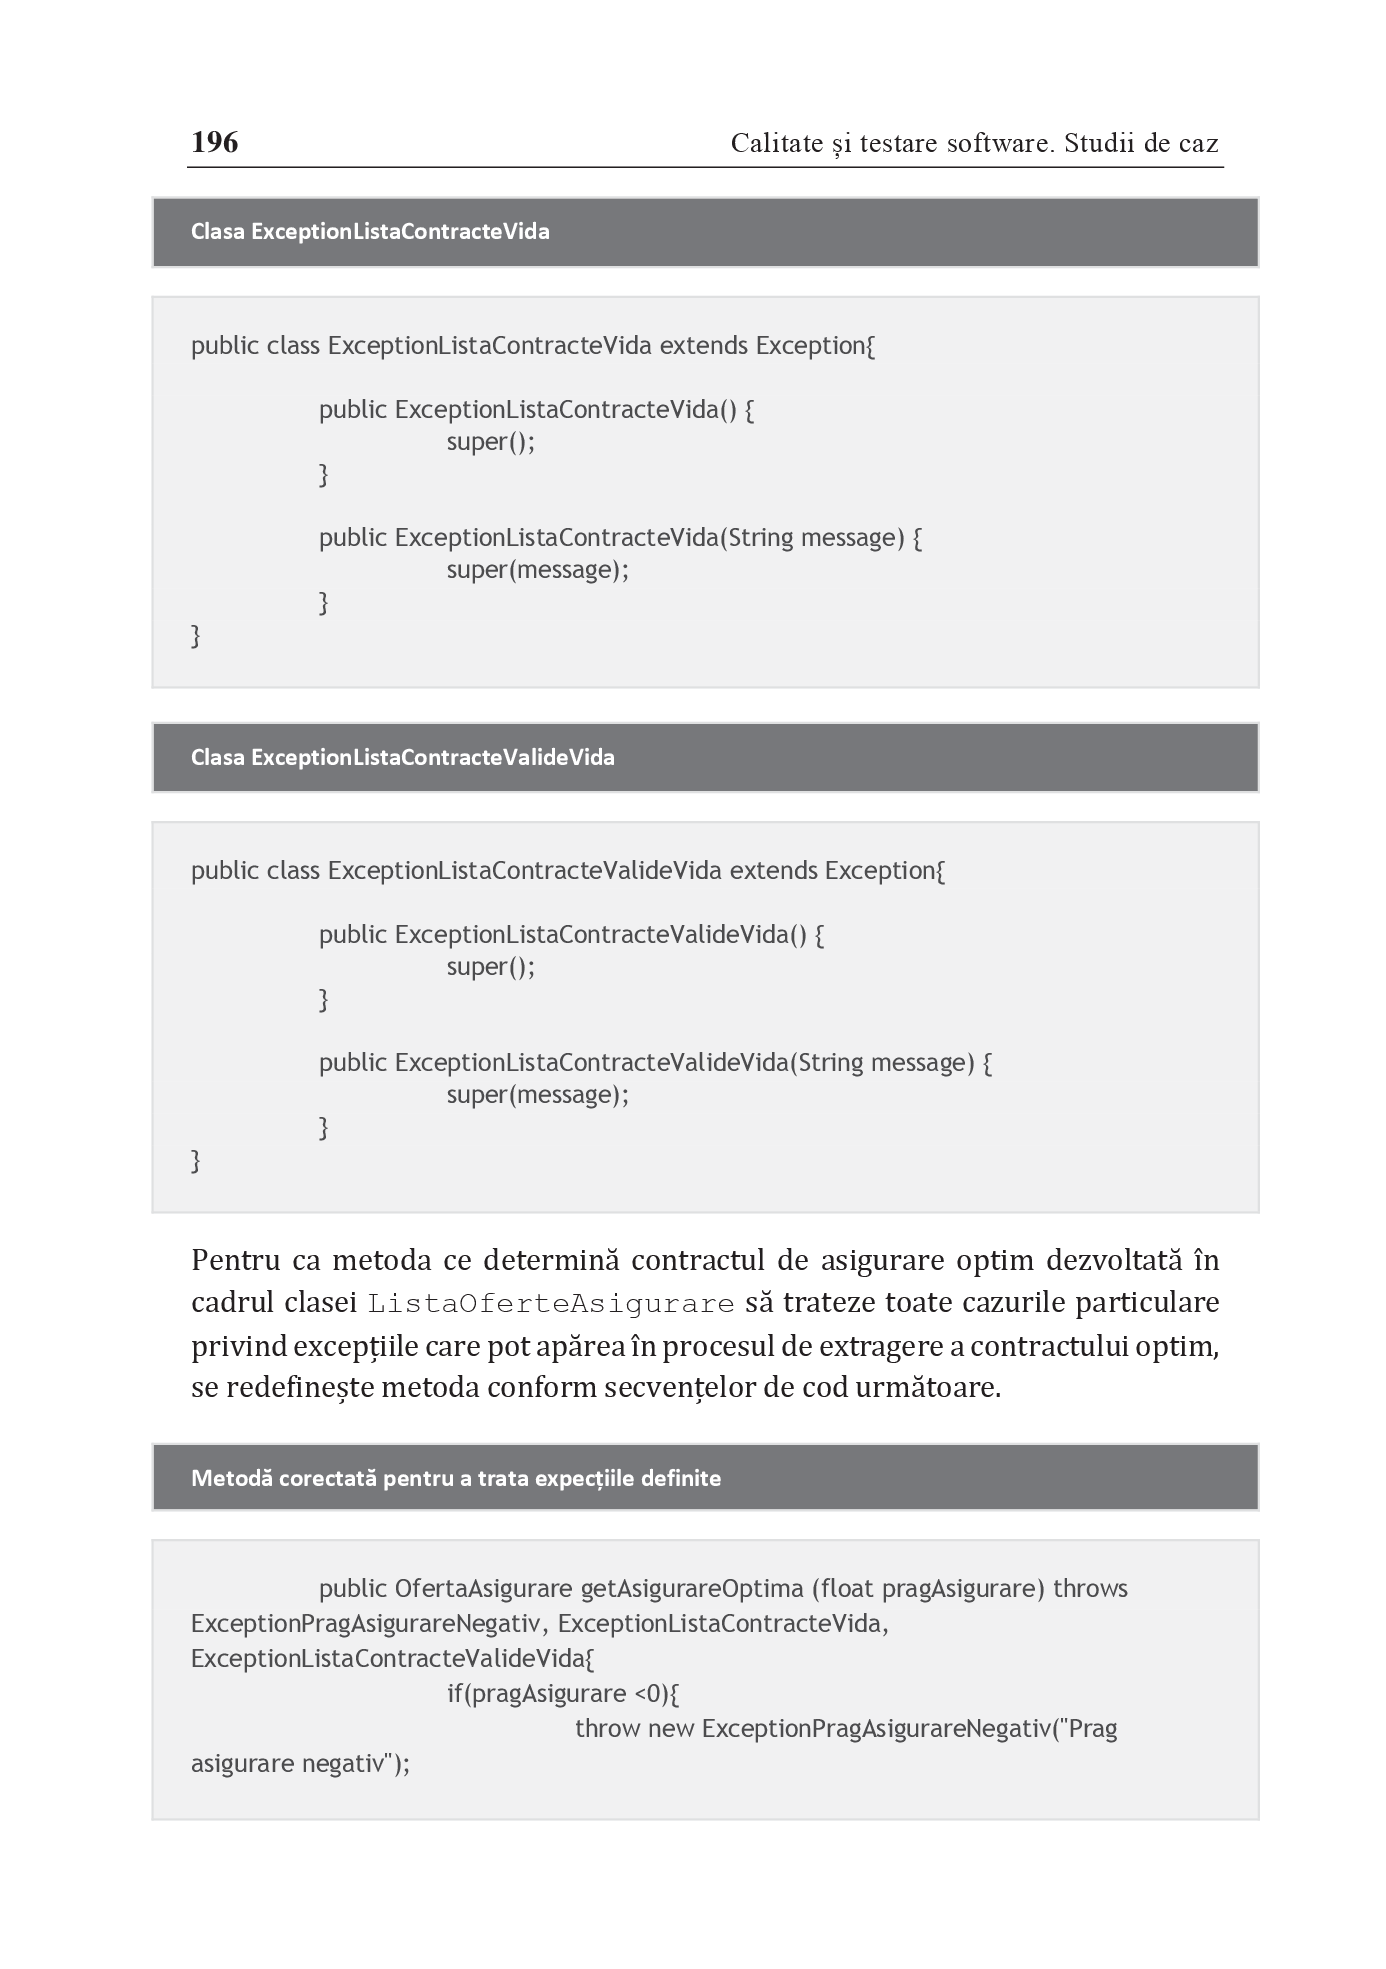 196 Calitate și testare software. Studii de caz
Clasa ExceptionListaContracteVida
public class ExceptionListaContracteVida extends Exception{
public ExceptionListaContracteVida() {
super();
}
public ExceptionListaContracteVida(String message) {
super(message);
}
}
Clasa ExceptionListaContracteValideVida
public class ExceptionListaContracteValideVida extends Exception{
public ExceptionListaContracteValideVida() {
super();
}
public ExceptionListaContracteValideVida(String message) {
super(message);
}
}
Pentru ca metoda ce determină contractul de asigurare optim dezvoltată în
cadrul clasei ListaOferteAsigurare să trateze toate cazurile particulare
privind excepțiile care pot apărea în procesul de extragere a contractului optim,
se redefinește metoda conform secvențelor de cod următoare.
Metodă corectată pentru a trata expecțiile definite
public OfertaAsigurare getAsigurareOptima (float pragAsigurare) throws
ExceptionPragAsigurareNegativ, ExceptionListaContracteVida,
ExceptionListaContracteValideVida{
if(pragAsigurare <0){
throw new ExceptionPragAsigurareNegativ("Prag
asigurare negativ");